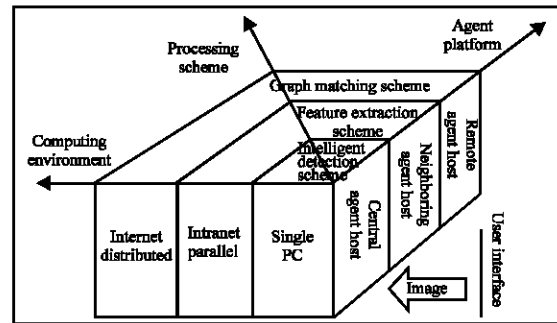 Processing
scheme
Agent
platform
Graph matching scheme
Feature extraction
scheme
Intelligent
detection
scheme
Computing
environment
Internet
distributed
Intranet
parallel
Single
PC
Central
agent host
Neighboring
agent host
Remote
agent host
User interface
Image